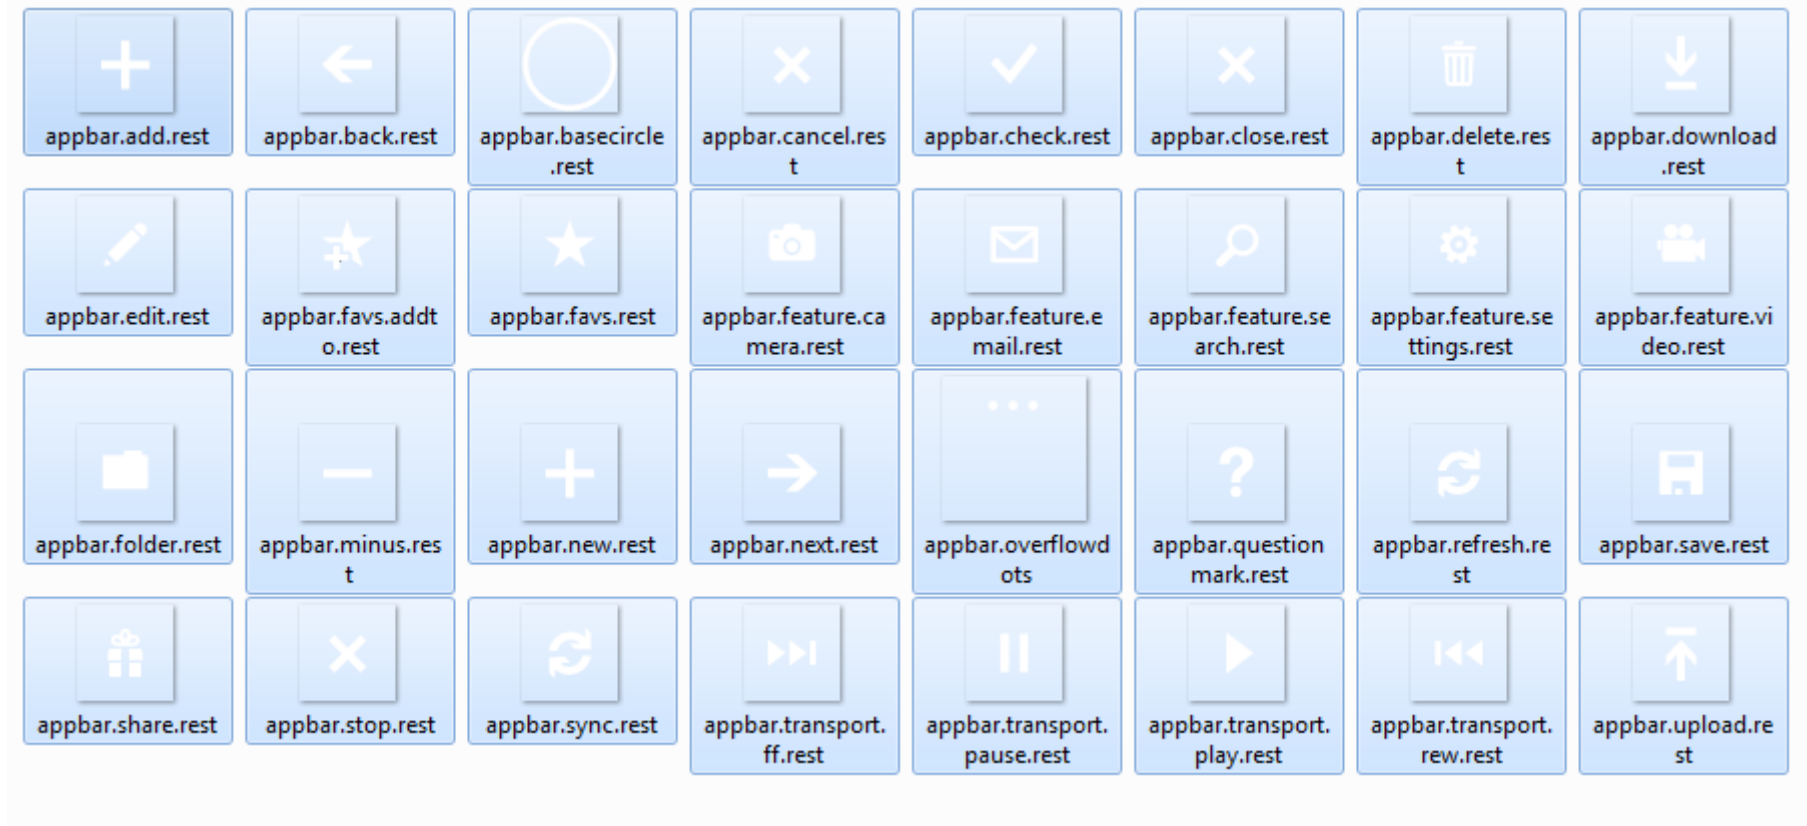 appbar.add.rest
appbar.back.rest
appbar.basecircle
.rest
appbar.cancel.res
t
appbar.check.rest
appbar.close.rest
appbar.delete.res
t
appbar.download
.rest
appbar.edit.rest
appbar.favs.addt
o.rest
appbar.favs.rest
appbar.feature.ca
mera.rest
appbar.feature.e
mail.rest
appbar.feature.se
arch.rest
appbar.feature.se
ttings.rest
appbar.feature.vi
deo.rest
appbar.folder.rest
appbar.minus.res
t
appbar.new.rest
appbar.next.rest
appbar.overflowd
ots
appbar.question
mark.rest
appbar.refresh.re
st
appbar.save.rest
appbar.share.rest
appbar.stop.rest
appbar.sync.rest
appbar.transport.
ff.rest
appbar.transport.
pause.rest
appbar.transport.
play.rest
appbar.transport.
rew.rest
appbar.upload.re
st